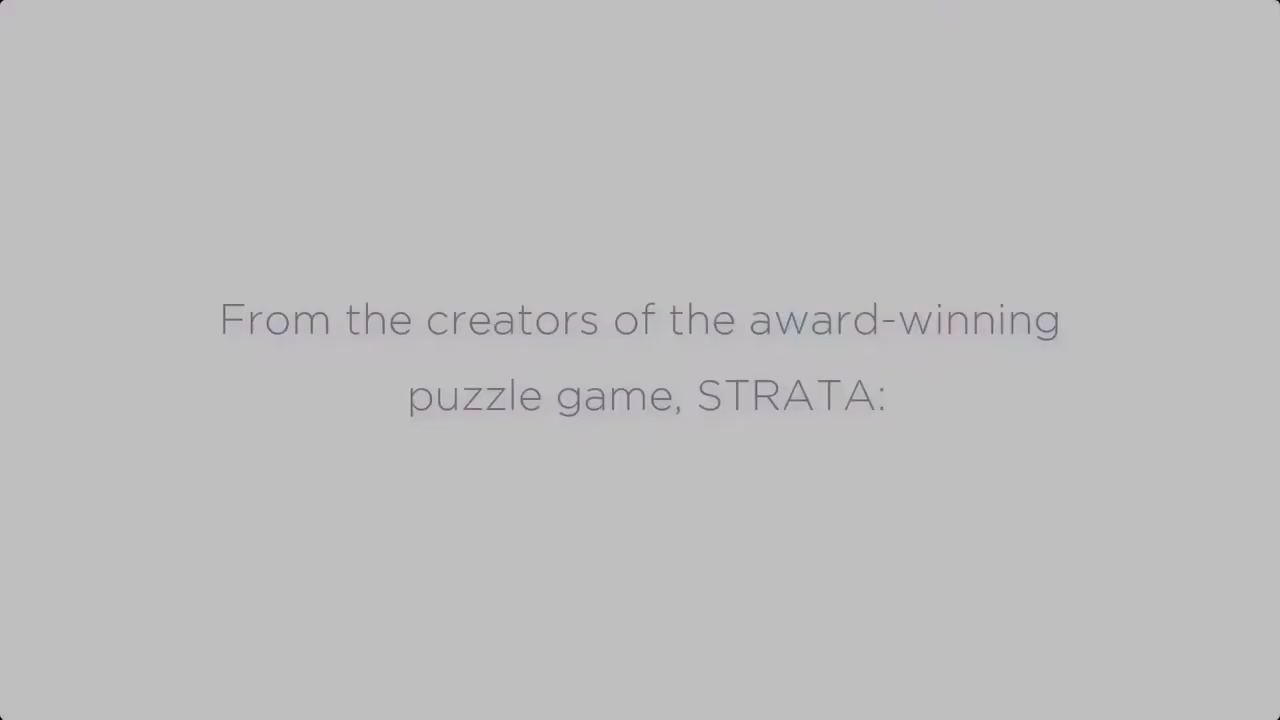 From the creators of the award-winning
puzzle game, STRATA: